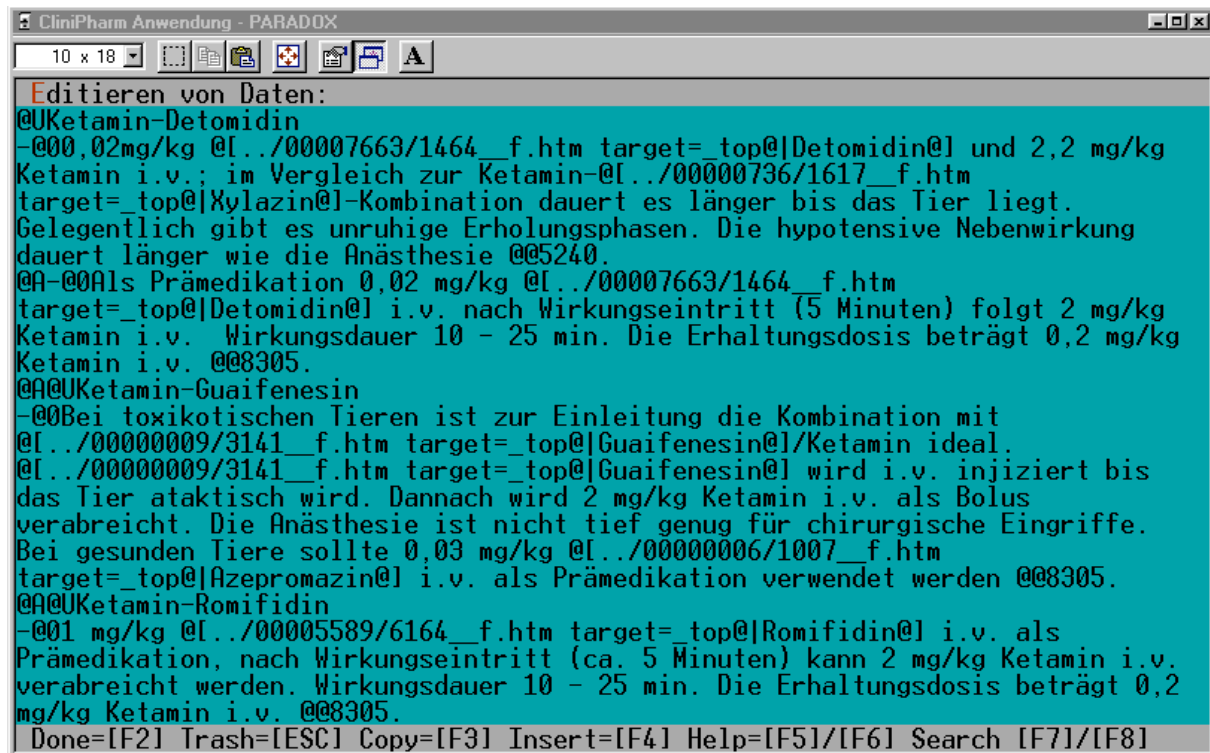 CliniPharm Anwendung - PARADOX
10 x 18
A
Editieren von Daten:
@UKetamin-Detomidin
-@00,02mg/kg @[../00007663/1464__f.htm target=_top@|Detomidin@] und 2,2 mg/kg
Ketamin i.v.; im Vergleich zur Ketamin-@[../00000736/1617__f.htm
target=_top@|Xylazin@]-Kombination dauert es länger bis das Tier liegt.
Gelegentlich gibt es unruhige Erholungsphasen. Die hypotensive Nebenwirkung
dauert länger wie die Anästhesie @@5240.
@A-@0Als Prämedikation 0,02 mg/kg @[../00007663/1464__f.htm
target=_top@|Detomidin@] i.v. nach Wirkungseintritt (5 Minuten) folgt 2 mg/kg
Ketamin i.v.  Wirkungsdauer 10 - 25 min. Die Erhaltungsdosis beträgt 0,2 mg/kg
Ketamin i.v. @@8305.
@A@UKetamin-Guaifenesin
-@0Bei toxikotischen Tieren ist zur Einleitung die Kombination mit
@[../00000009/3141__f.htm target=_top@|Guaifenesin@]/Ketamin ideal.
@[../00000009/3141__f.htm target=_top@|Guaifenesin@] wird i.v. injiziert bis
das Tier ataktisch wird. Dannach wird 2 mg/kg Ketamin i.v. als Bolus
verabreicht. Die Anästhesie ist nicht tief genug für chirurgische Eingriffe.
Bei gesunden Tiere sollte 0,03 mg/kg @[../00000006/1007__f.htm
target=_top@|Azepromazin@] i.v. als Prämedikation verwendet werden @@8305.
@A@UKetamin-Romifidin
-@01 mg/kg @[../00005589/6164__f.htm target=_top@|Romifidin@] i.v. als
Prämedikation, nach Wirkungseintritt (ca. 5 Minuten) kann 2 mg/kg Ketamin i.v.
verabreicht werden. Wirkungsdauer 10 - 25 min. Die Erhaltungsdosis beträgt 0,2
mg/kg Ketamin i.v. @@8305.
Done=[F2] Trash=[ESC] Copy=[F3] Insert=[F4] Help=[F5]/[F6] Search [F7]/[F8]